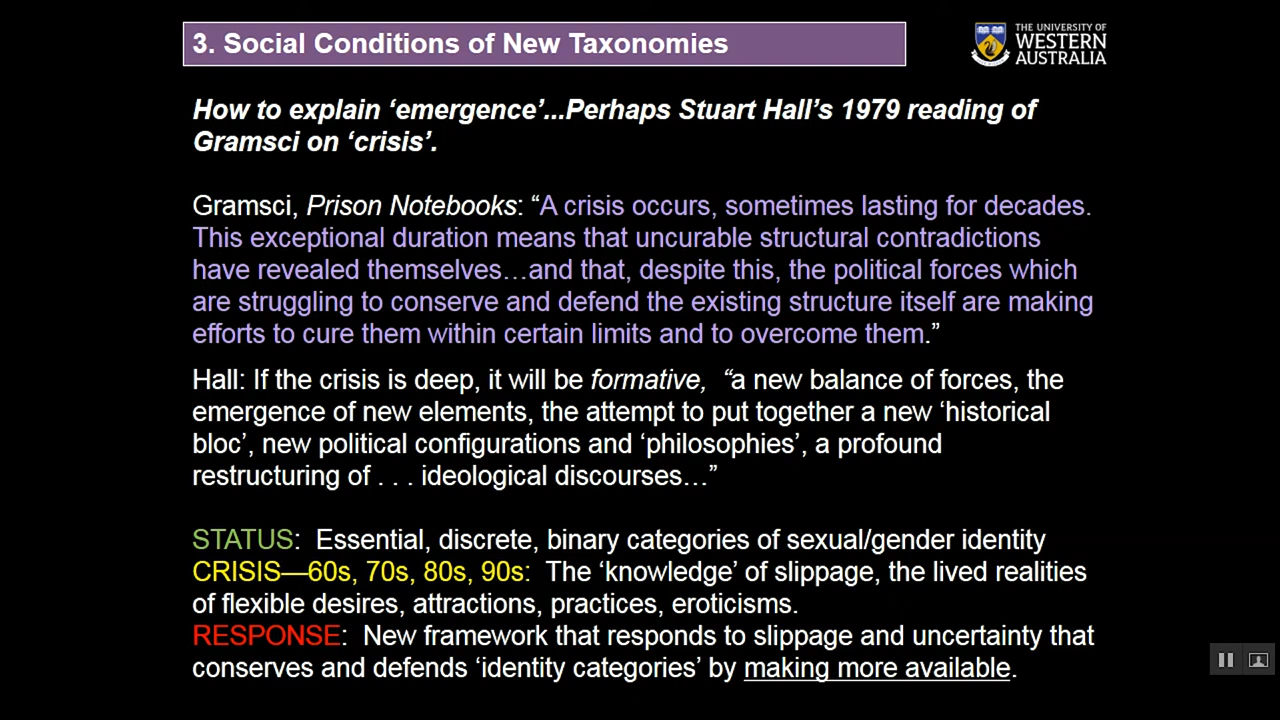 3. Social Conditions of New Taxonomies
THE UNIVERSITY OF
WESTERN
AUSTRALIA
How to explain ‘emergence’...Perhaps Stuart Hall’s 1979 reading of
Gramsci on ‘crisis’.
Gramsci, Prison Notebooks: “A crisis occurs, sometimes lasting for decades.
This exceptional duration means that uncurable structural contradictions
have revealed themselves…and that, despite this, the political forces which
are struggling to conserve and defend the existing structure itself are making
efforts to cure them within certain limits and to overcome them.”
Hall: If the crisis is deep, it will be formative, “a new balance of forces, the
emergence of new elements, the attempt to put together a new ‘historical
bloc’, new political configurations and ‘philosophies’, a profound
restructuring of . . . ideological discourses…”
STATUS: Essential, discrete, binary categories of sexual/gender identity
CRISIS—60s, 70s, 80s, 90s: The ‘knowledge’ of slippage, the lived realities
of flexible desires, attractions, practices, eroticisms.
RESPONSE: New framework that responds to slippage and uncertainty that
conserves and defends ‘identity categories’ by making more available.